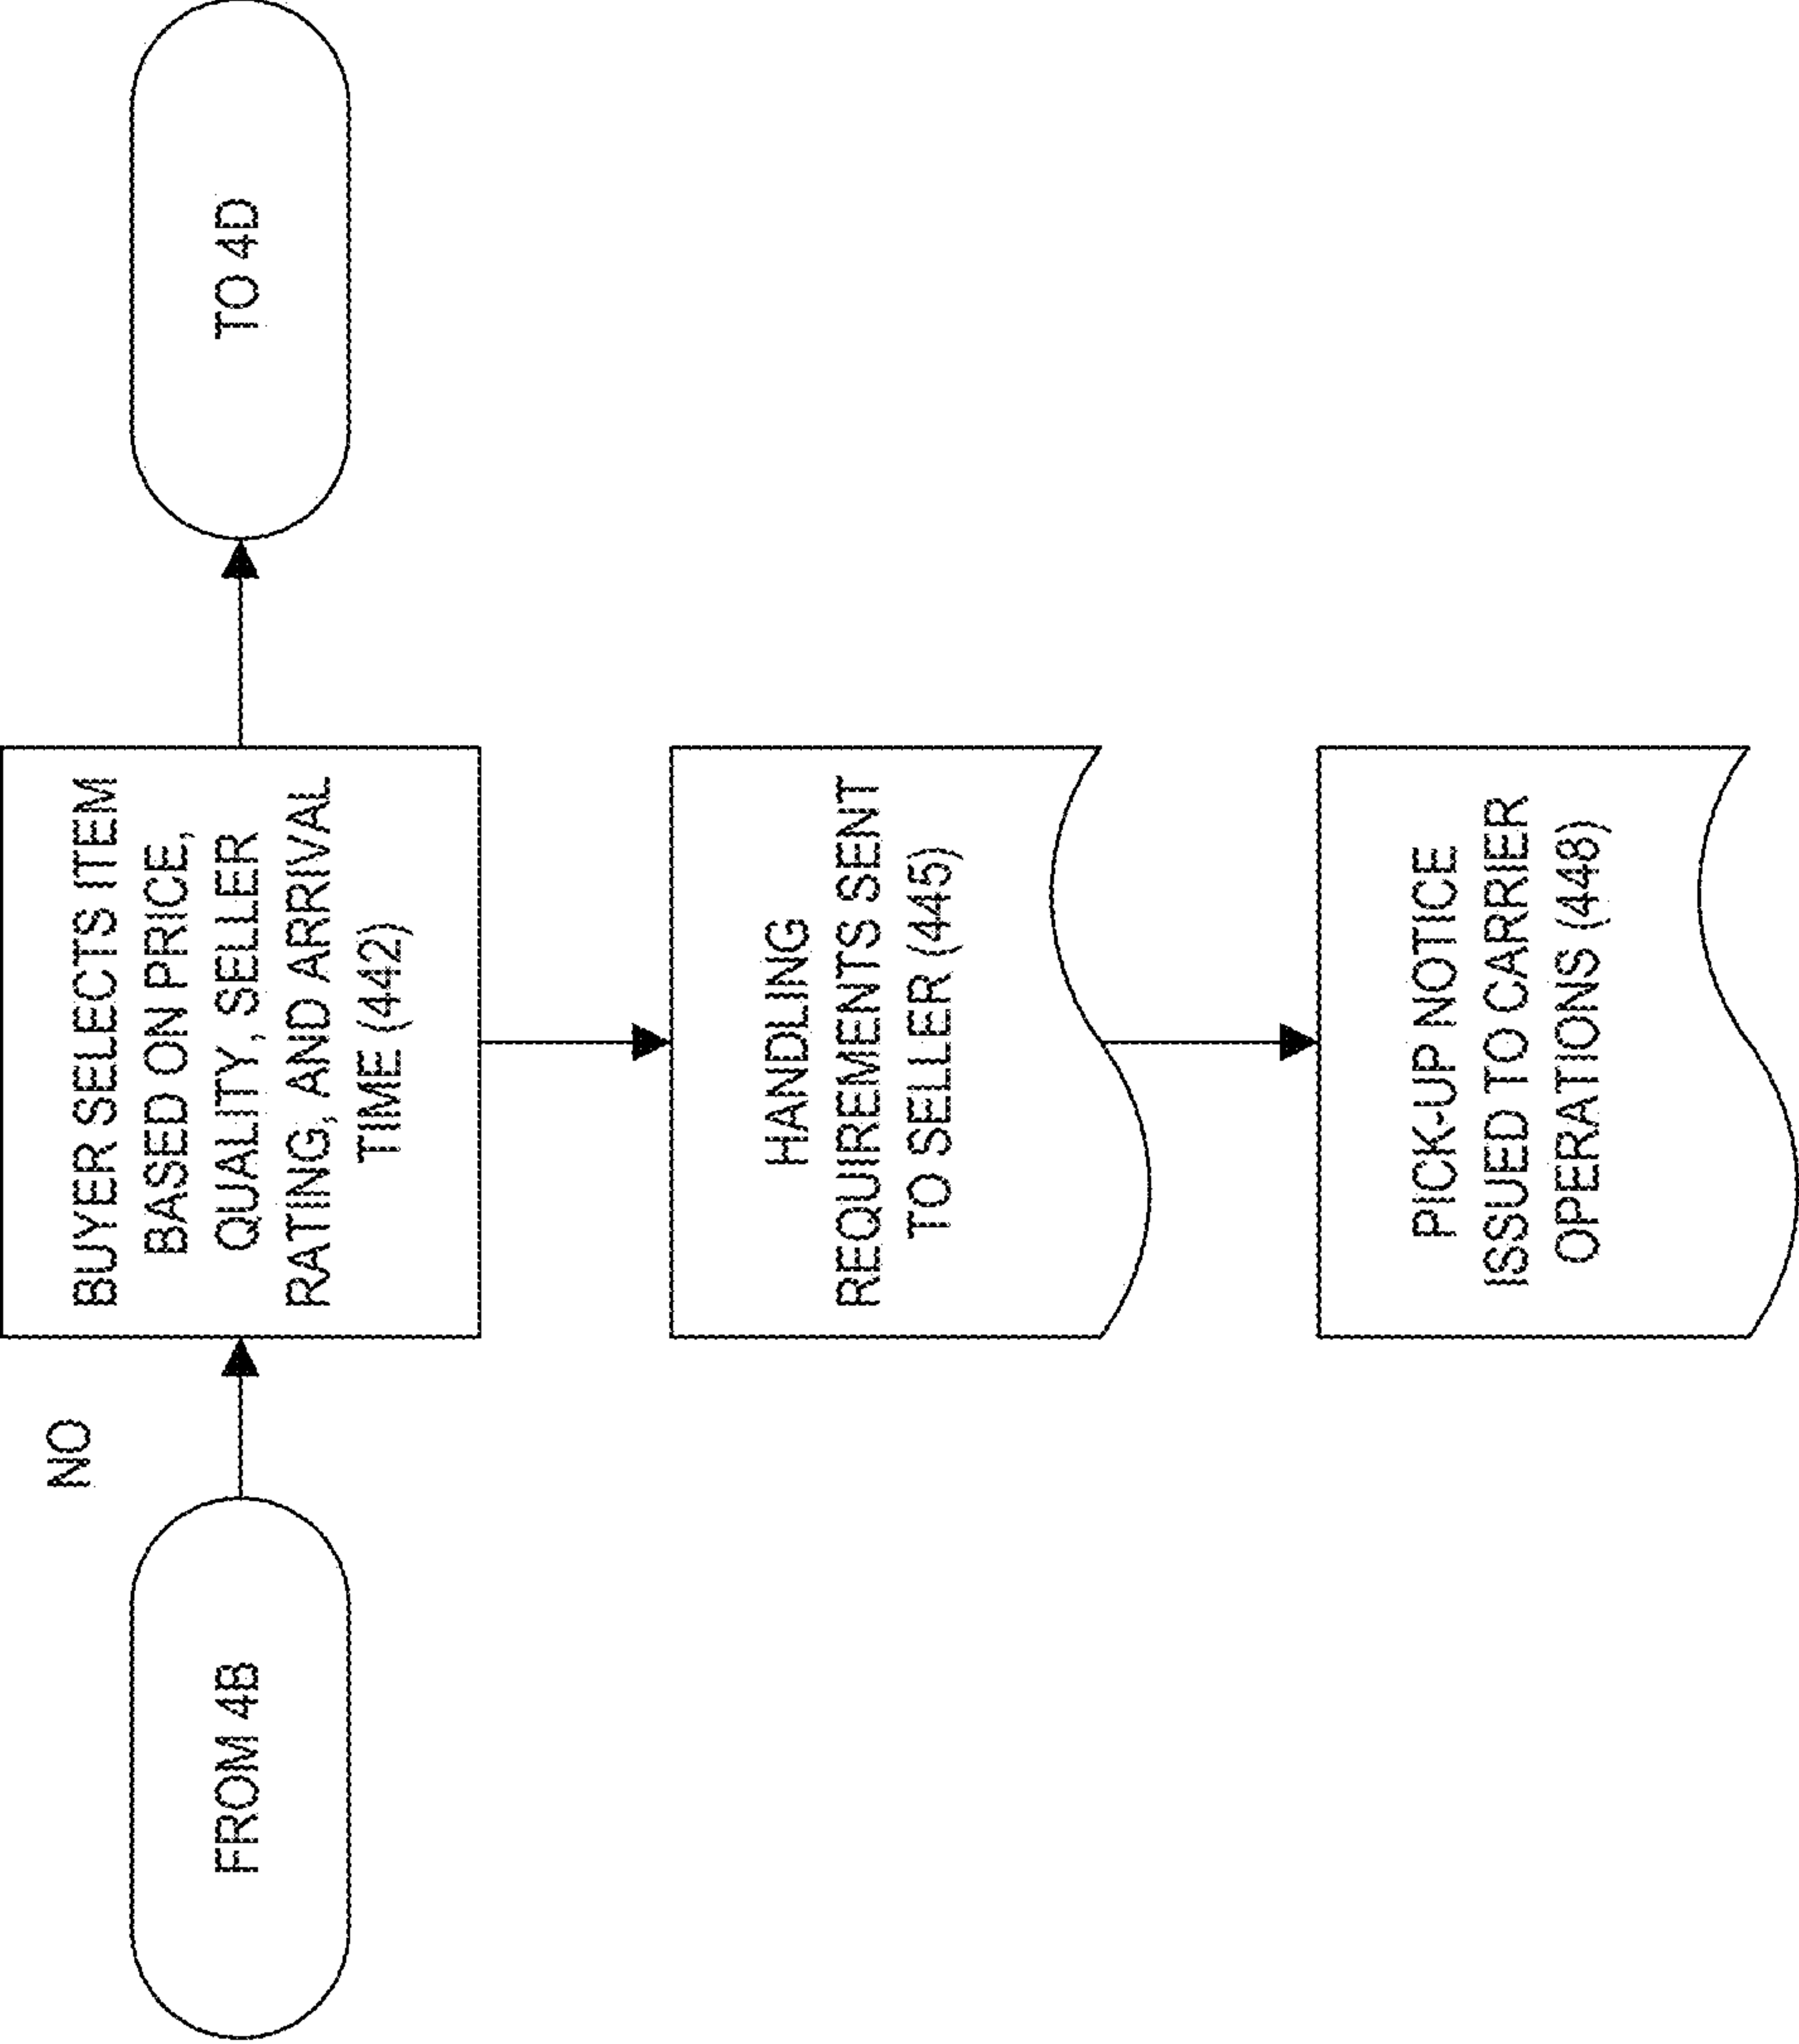 FROM 4B
NO
BUYER SELECTS ITEM
BASED ON PRICE,
QUALITY, SELLER
RATING, AND ARRIVAL
TIME (442)
TO 4D
HANDLING
REQUIREMENTS SENT
TO SELLER (445)
PICK-UP NOTICE
ISSUED TO CARRIER
OPERATIONS (448)